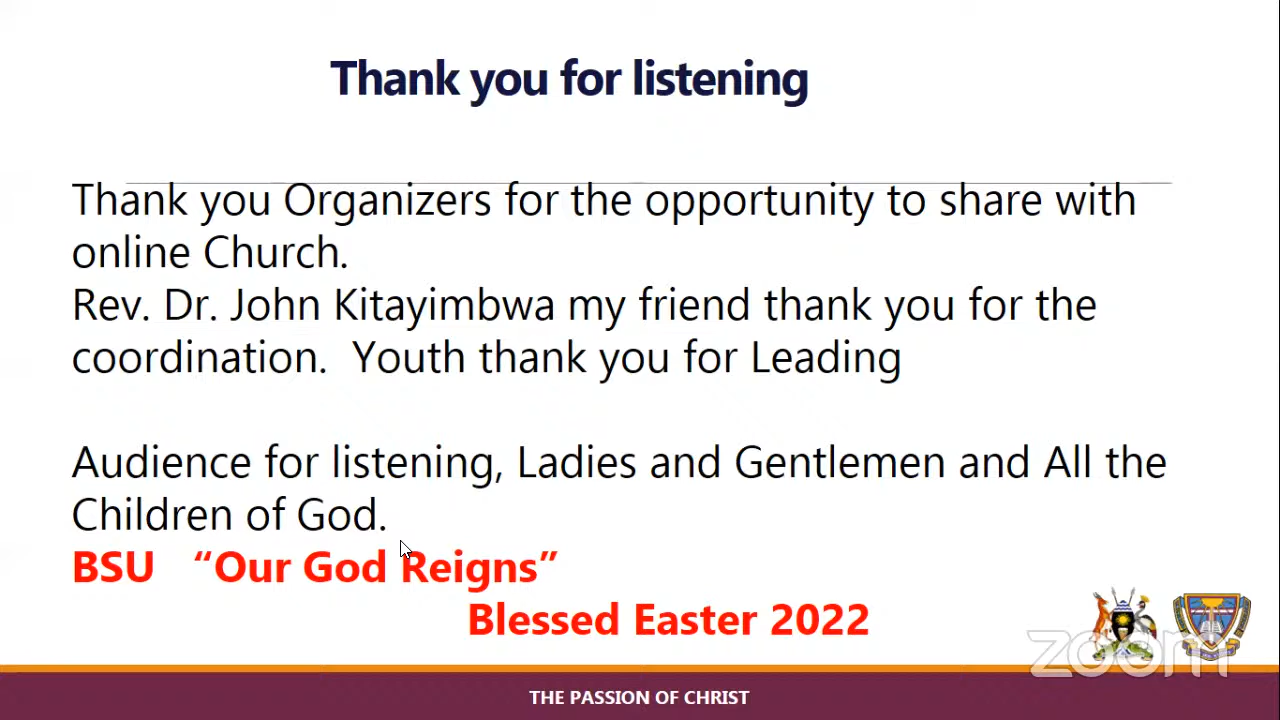 Thank you for listening
Thank you Organizers for the opportunity to share with
online Church.
Rev. Dr. John Kitayimbwa my friend thank you for the
coordination.  Youth thank you for Leading
Audience for listening, Ladies and Gentlemen and All the
Children of God.
BSU   “Our God Reigns”
Blessed Easter 2022
zoom
THE PASSION OF CHRIST